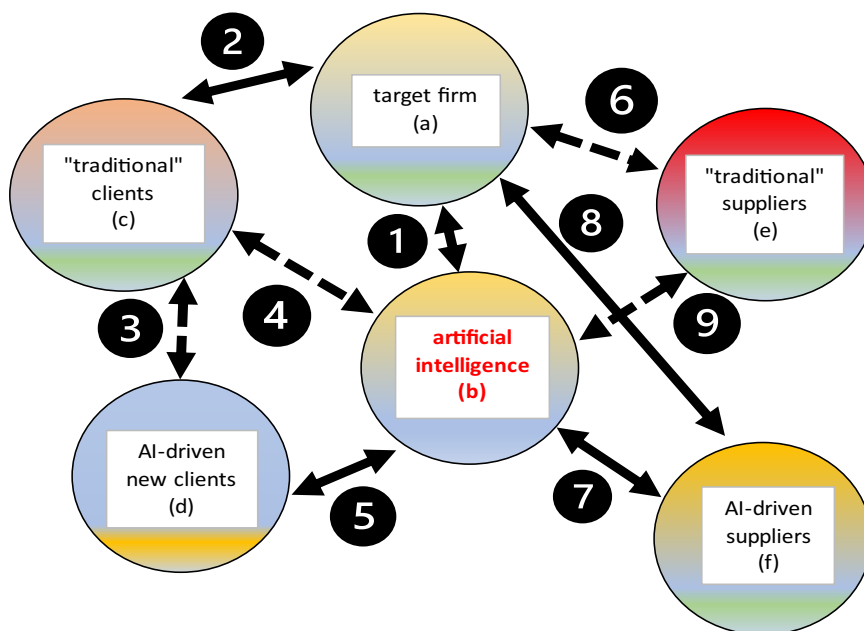 2
target firm
(a)
6
"traditional"
clients
(c)
"traditional"
suppliers
(e)
1
8
3
4
9
artificial
intelligence
(b)
AI-driven
new clients
(d)
5
7
AI-driven
suppliers
(f)